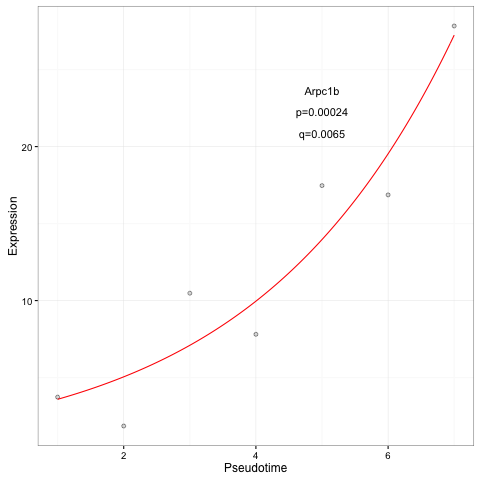 Arpc1b
p=0.00024
q=0.0065
20
10
Expression
2
4
6
Pseudotime